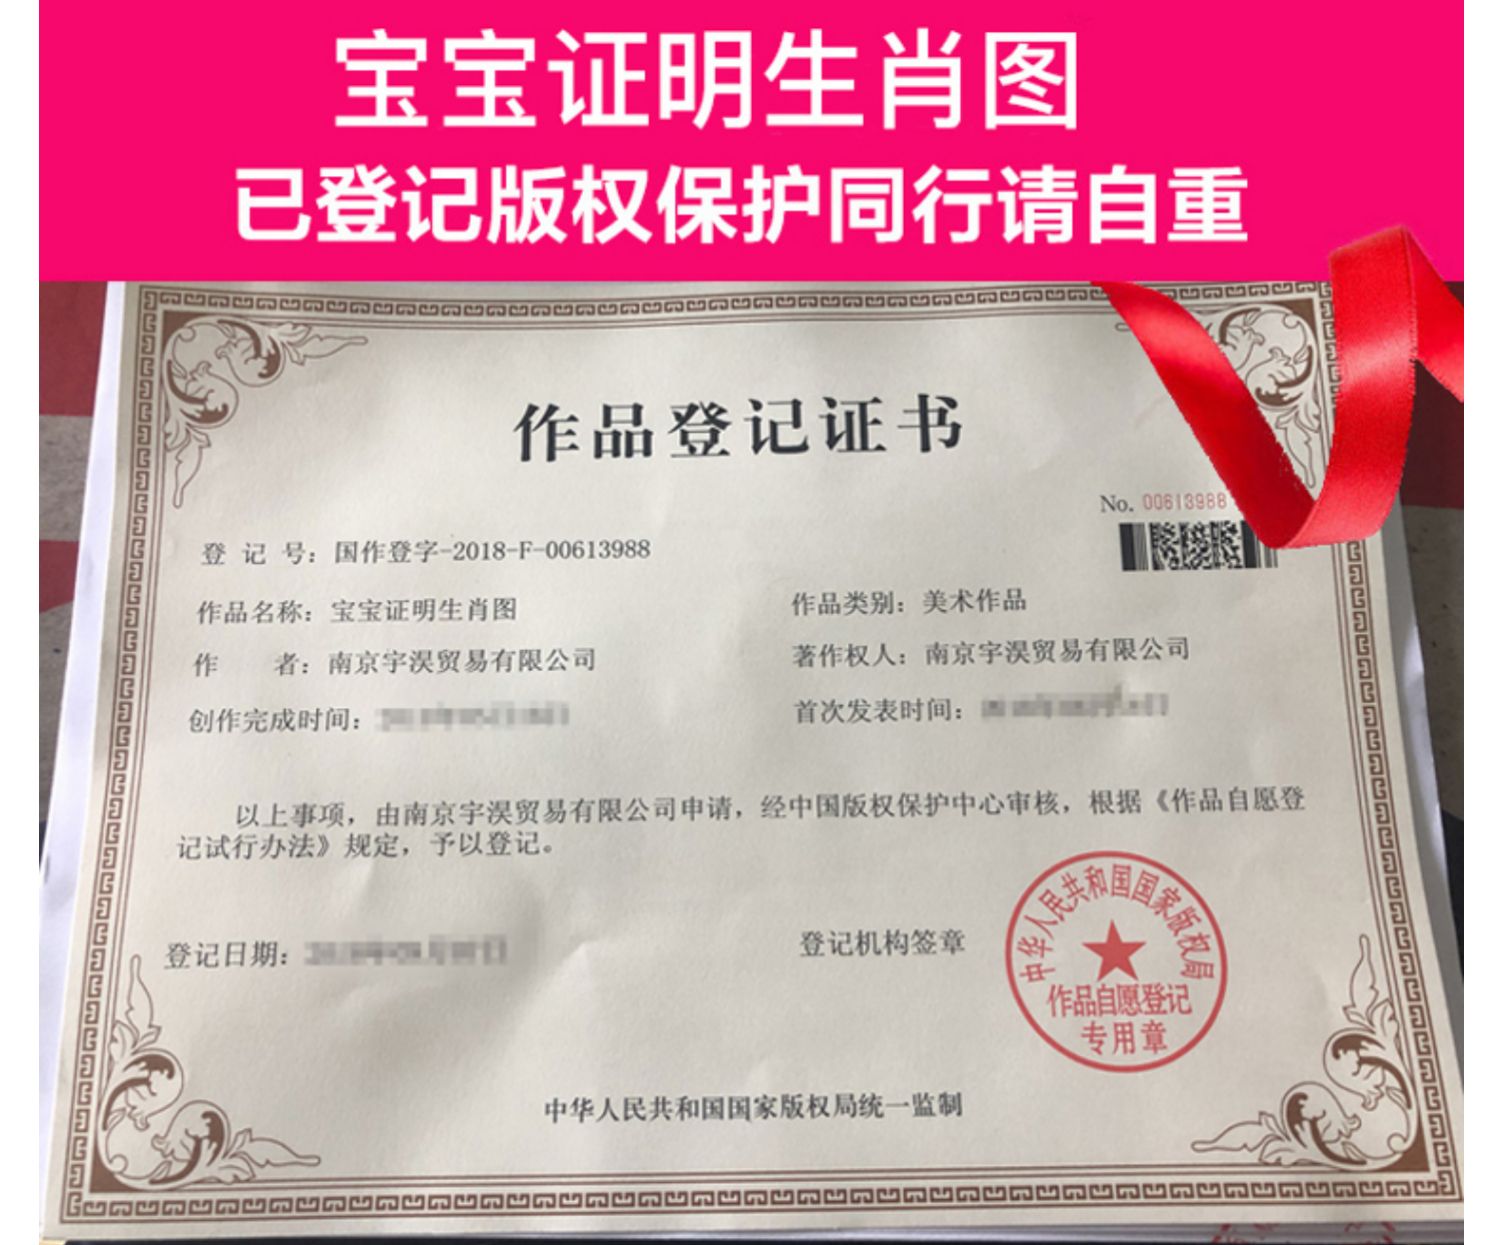 宝宝证明生肖图
已登记版权保护同行请自重
作品登记证书
No. 00613988
登 记 号：国作登字-2018-F-00613988
作品名称：宝宝证明生肖图
作品类别：美术作品
作 者：南京宇淏贸易有限公司
著作权人：南京宇淏贸易有限公司
创作完成时间：
首次发表时间：
以上事项，由南京宇淏贸易有限公司申请，经中国版权保护中心审核，根据《作品自愿登
记试行办法》规定，予以登记。
登记日期：
登记机构签章
中华人民共和国国家版权局
作品自愿登记
专用章
中华人民共和国国家版权局统一监制